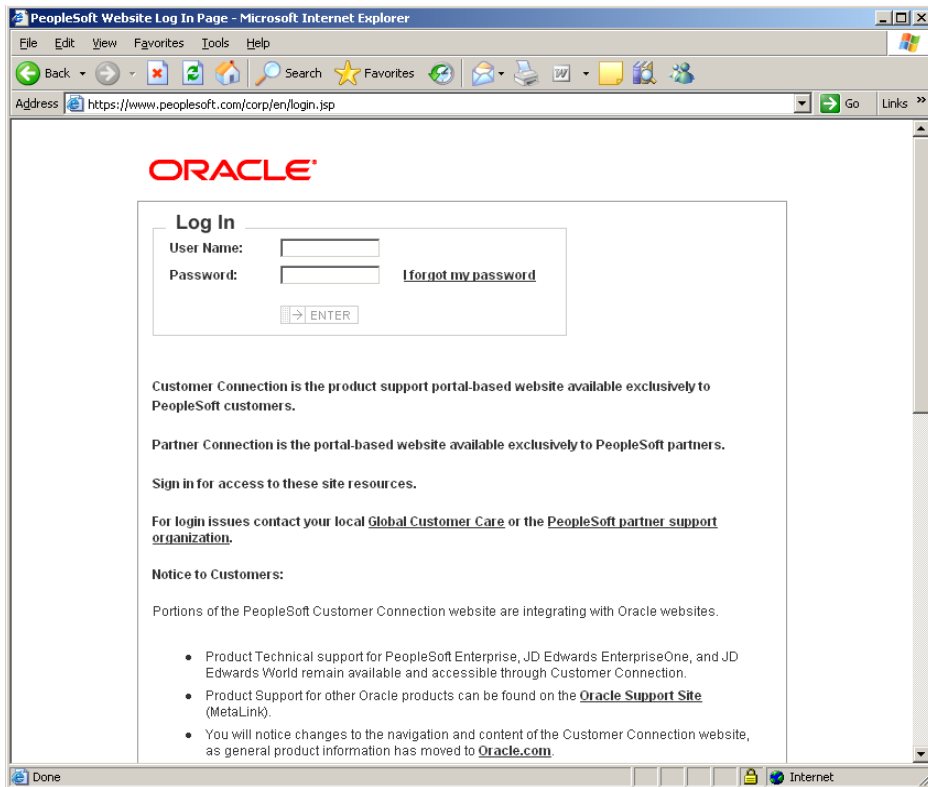 PeopleSoft Website Log In Page - Microsoft Internet Explorer
File Edit View Favorites Tools Help
Back Search Favorites
Address https://www.peoplesoft.com/corp/en/login.jsp Go Links »
ORACLE®
Log In
User Name:
Password: I forgot my password
ENTER
Customer Connection is the product support portal-based website available exclusively to
PeopleSoft customers.
Partner Connection is the portal-based website available exclusively to PeopleSoft partners.
Sign in for access to these site resources.
For login issues contact your local Global Customer Care or the PeopleSoft partner support
organization.
Notice to Customers:
Portions of the PeopleSoft Customer Connection website are integrating with Oracle websites.
• Product Technical support for PeopleSoft Enterprise, JD Edwards EnterpriseOne, and JD
Edwards World remain available and accessible through Customer Connection.
• Product Support for other Oracle products can be found on the Oracle Support Site
(MetaLink).
• You will notice changes to the navigation and content of the Customer Connection website,
as general product information has moved to Oracle.com.
Done Internet